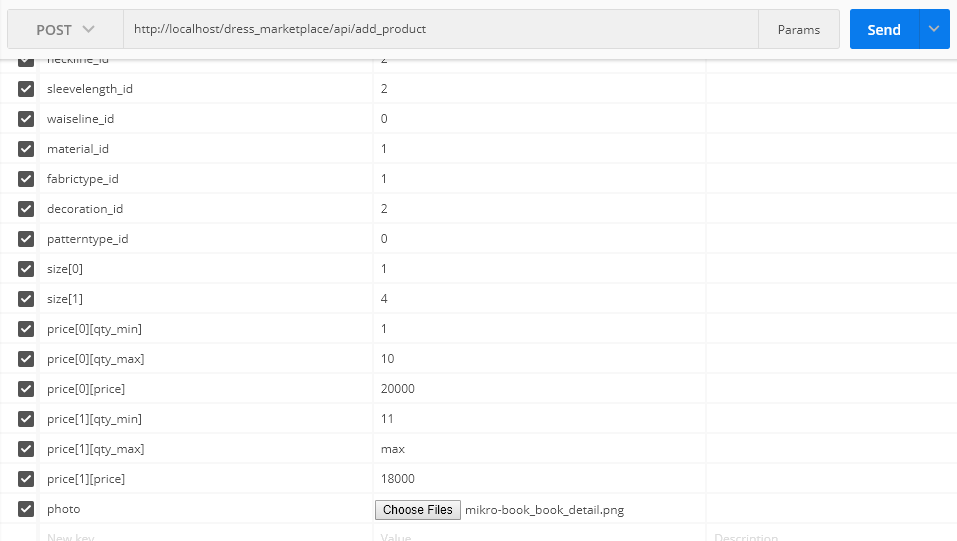 POST http://localhost/dress_marketplace/api/add_product Params Send
neckline_id 2
sleevelength_id 2
waiseline_id 0
material_id 1
fabrictype_id 1
decoration_id 2
patterntype_id 0
size[0] 1
size[1] 4
price[0][qty_min] 1
price[0][qty_max] 10
price[0][price] 20000
price[1][qty_min] 11
price[1][qty_max] max
price[1][price] 18000
photo Choose Files mikro-book_book_detail.png
New key Value Description